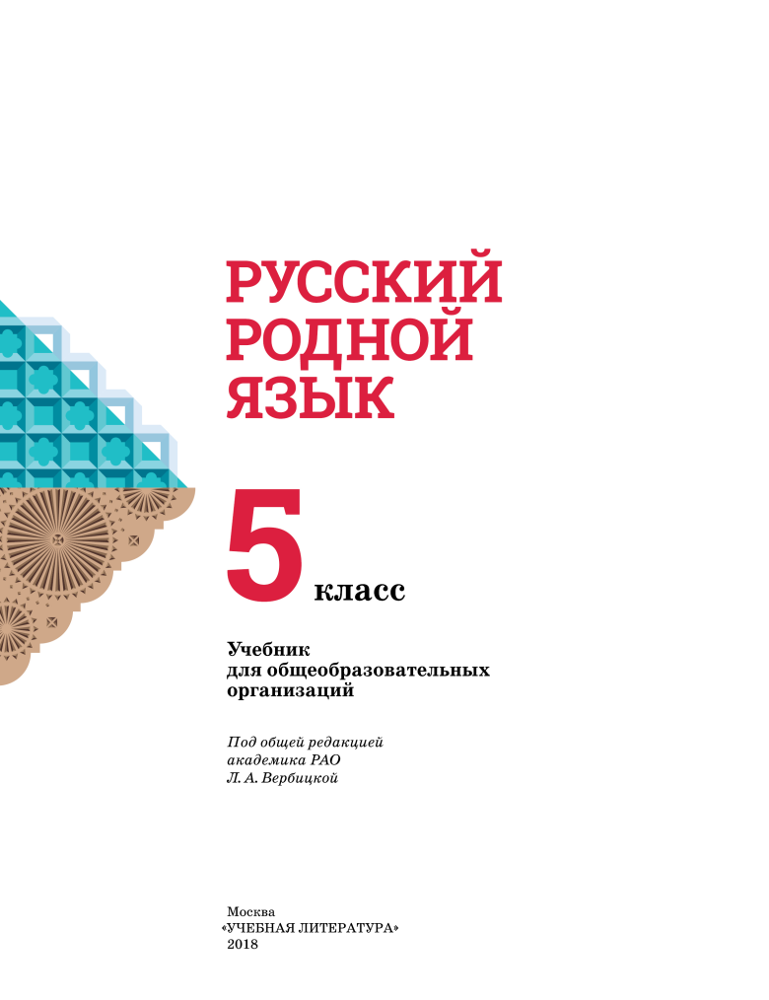 РУССКИЙ
РОДНОЙ
ЯЗЫК
5 класс
Учебник
для общеобразовательных
организаций
Под общей редакцией
академика РАО
Л. А. Вербицкой
Москва
«УЧЕБНАЯ ЛИТЕРАТУРА»
2018